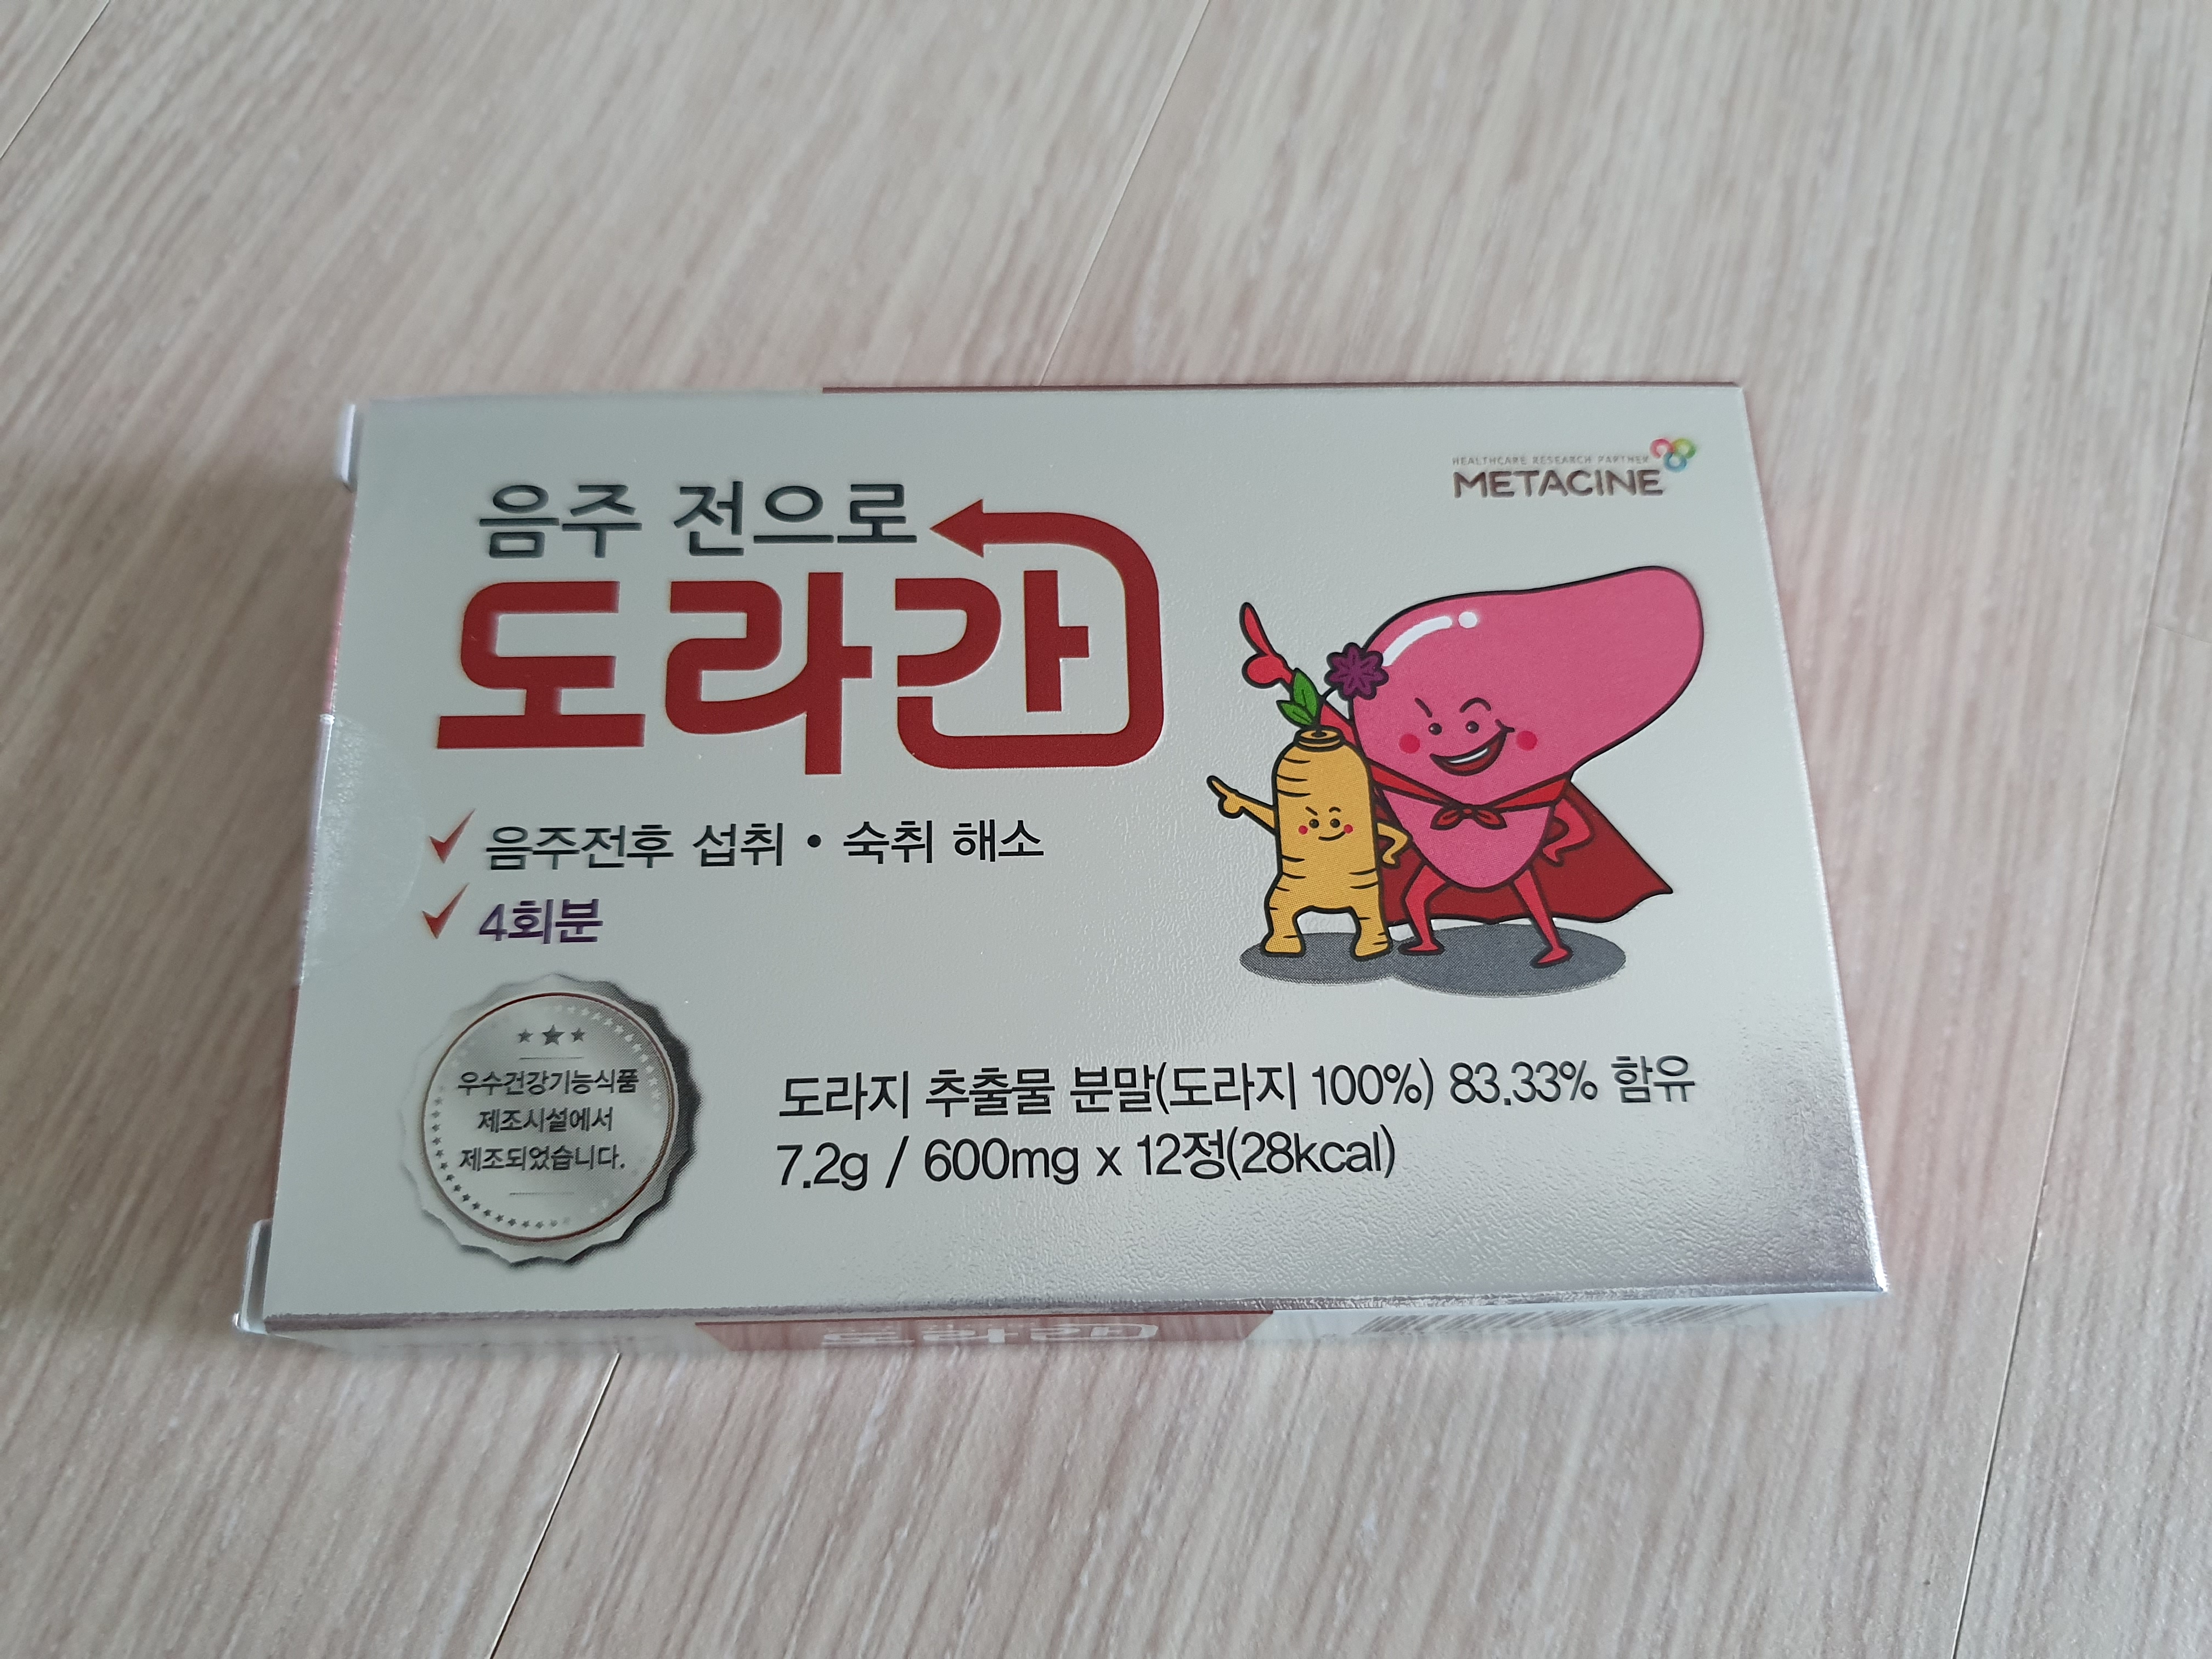 HEALTHCARE RESEARCH PARTNER
METACINE
음주 전으로
도라간
음주전후 섭취 • 숙취 해소
4회분
우수건강기능식품
제조시설에서
제조되었습니다.
도라지 추출물 분말(도라지 100%) 83.33% 함유
7.2g / 600mg x 12정(28kcal)
도라간